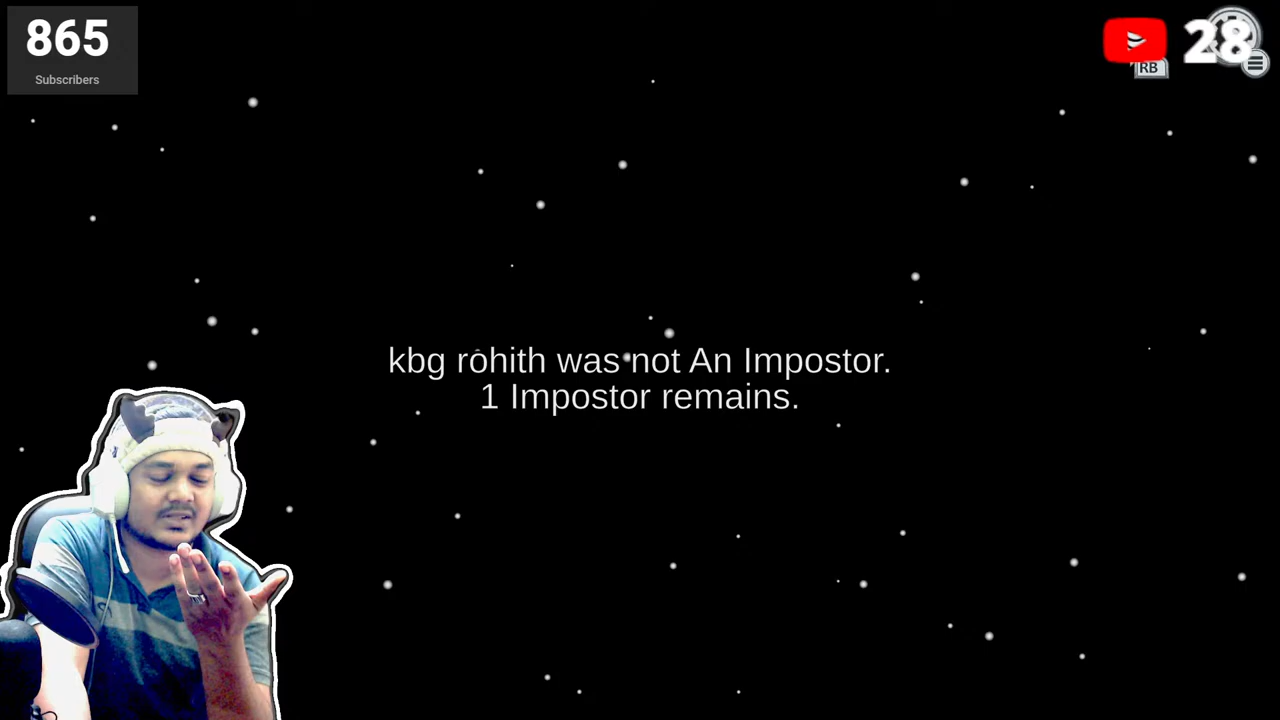 865
Subscribers
28
RB
kbg rohith was not An Impostor.
1 Impostor remains.